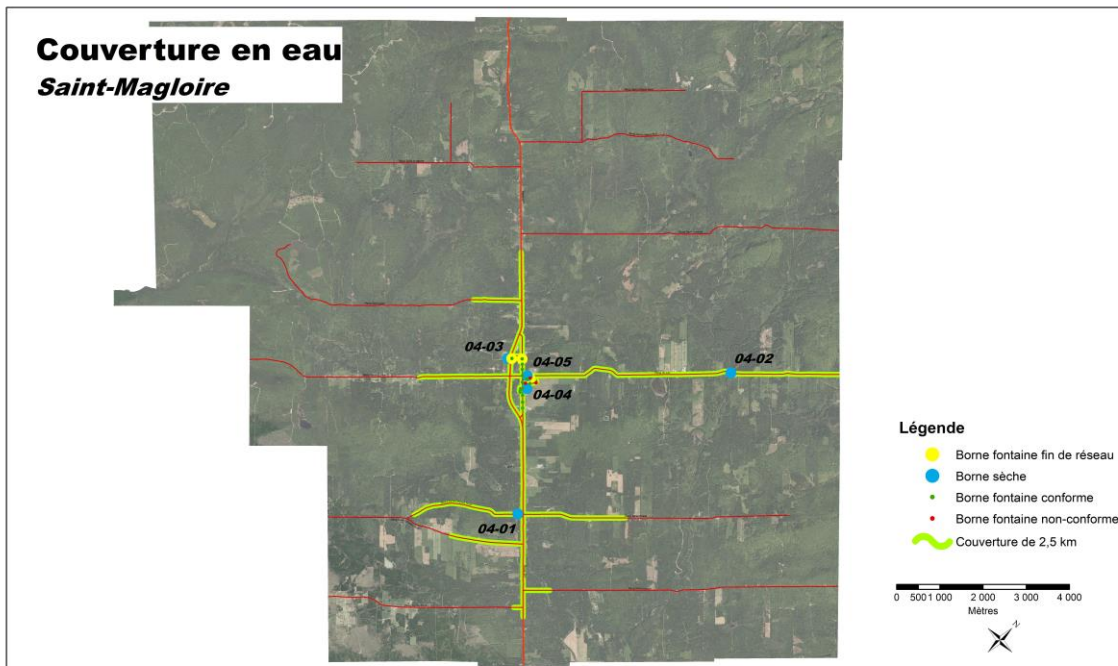 Couverture en eau
Saint-Magloire
04-03
04-05
04-02
04-04
04-01
Légende
Borne fontaine fin de réseau
Borne sèche
Borne fontaine conforme
Borne fontaine non-conforme
Couverture de 2,5 km
0 500 1 000 2 000 3 000 4 000
Mètres
N